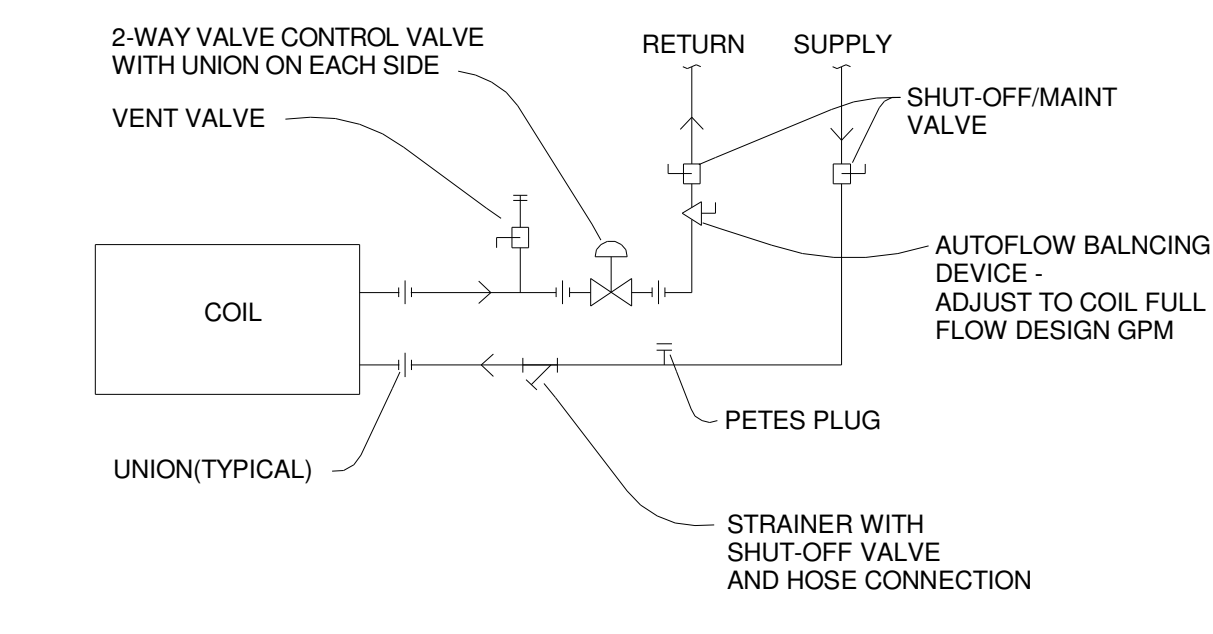 2-WAY VALVE CONTROL VALVE
WITH UNION ON EACH SIDE
VENT VALVE
RETURN
SUPPLY
SHUT-OFF/MAINT
VALVE
COIL
AUTOFLOW BALNCING
DEVICE -
ADJUST TO COIL FULL
FLOW DESIGN GPM
PETES PLUG
UNION(TYPICAL)
STRAINER WITH
SHUT-OFF VALVE
AND HOSE CONNECTION